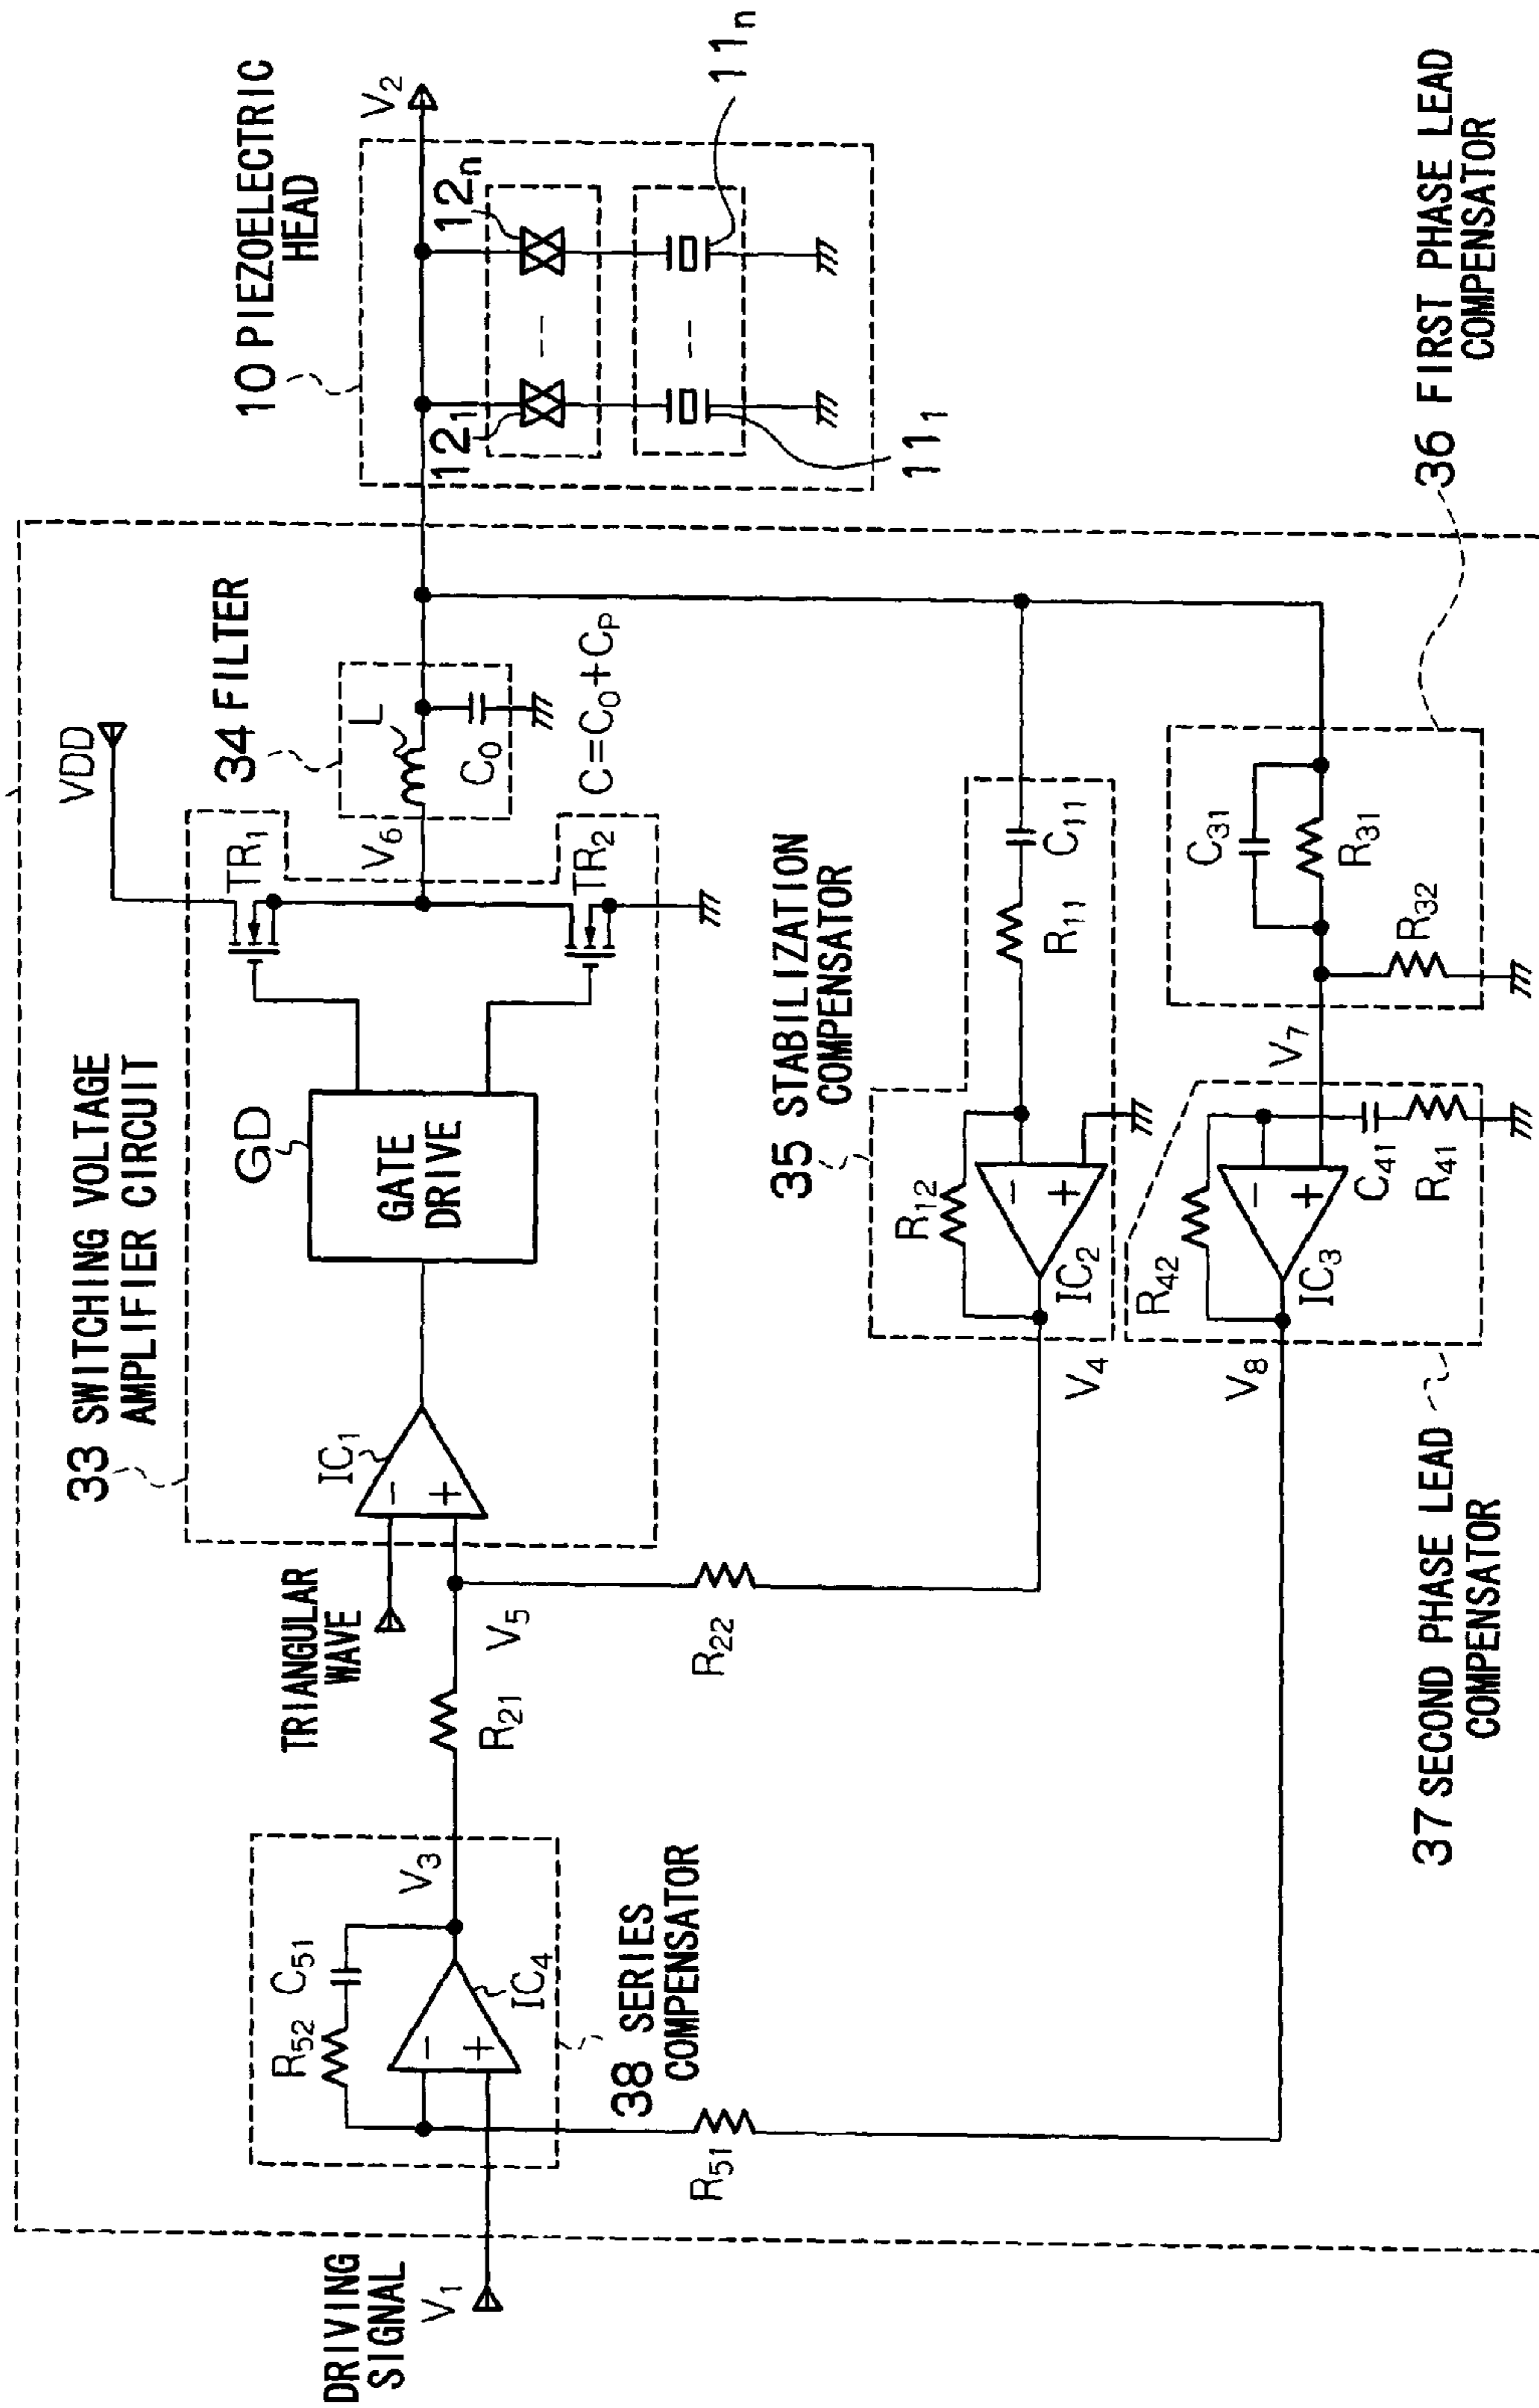 33 SWITCHING VOLTAGE
AMPLIFIER CIRCUIT
VDD
34 FILTER
10 PIEZOELECTRIC
HEAD
V2
TR1
TR2
V6
L
C0
C=C0+CP
GD
GATE
DRIVE
IC1
−
+
TRIANGULAR
WAVE
V5
R21
R22
V3
C51
R52
IC4
−
+
38 SERIES
COMPENSATOR
R51
DRIVING
SIGNAL
V1
121
12n
111
11n
35 STABILIZATION
COMPENSATOR
R12
IC2
−
+
R11
C11
V4
V8
R42
IC3
−
+
C41
R41
V7
C31
R31
R32
37 SECOND PHASE LEAD
COMPENSATOR
36 FIRST PHASE LEAD
COMPENSATOR